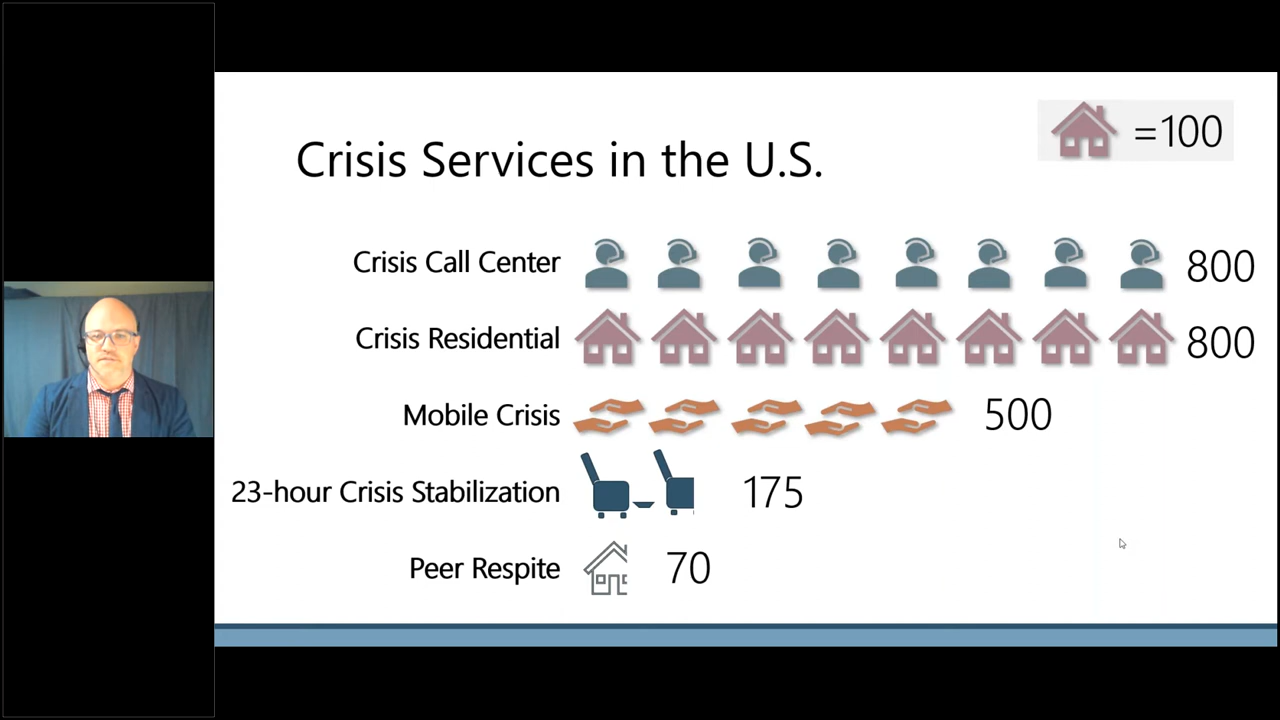 =100
Crisis Services in the U.S.
Crisis Call Center 800
Crisis Residential 800
Mobile Crisis 500
23-hour Crisis Stabilization 175
Peer Respite 70